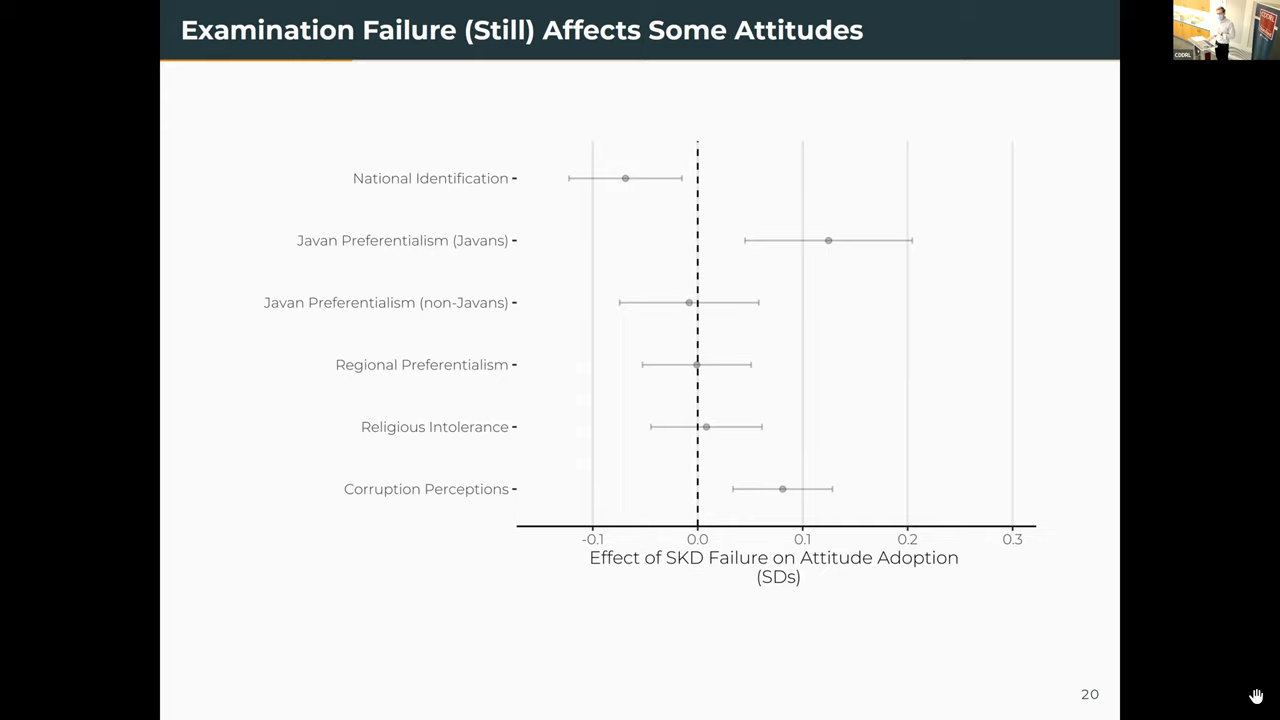 Examination Failure (Still) Affects Some Attitudes
CDDRL
National Identification
Javan Preferentialism (Javans)
Javan Preferentialism (non-Javans)
Regional Preferentialism
Religious Intolerance
Corruption Perceptions
-0.1 0.0 0.1 0.2 0.3
Effect of SKD Failure on Attitude Adoption
(SDs)
20